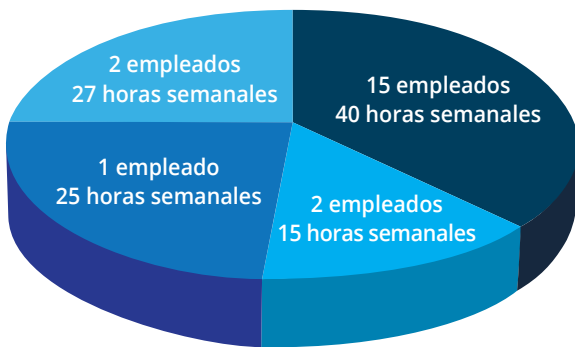 2 empleados
27 horas semanales
15 empleados
40 horas semanales
1 empleado
25 horas semanales
2 empleados
15 horas semanales